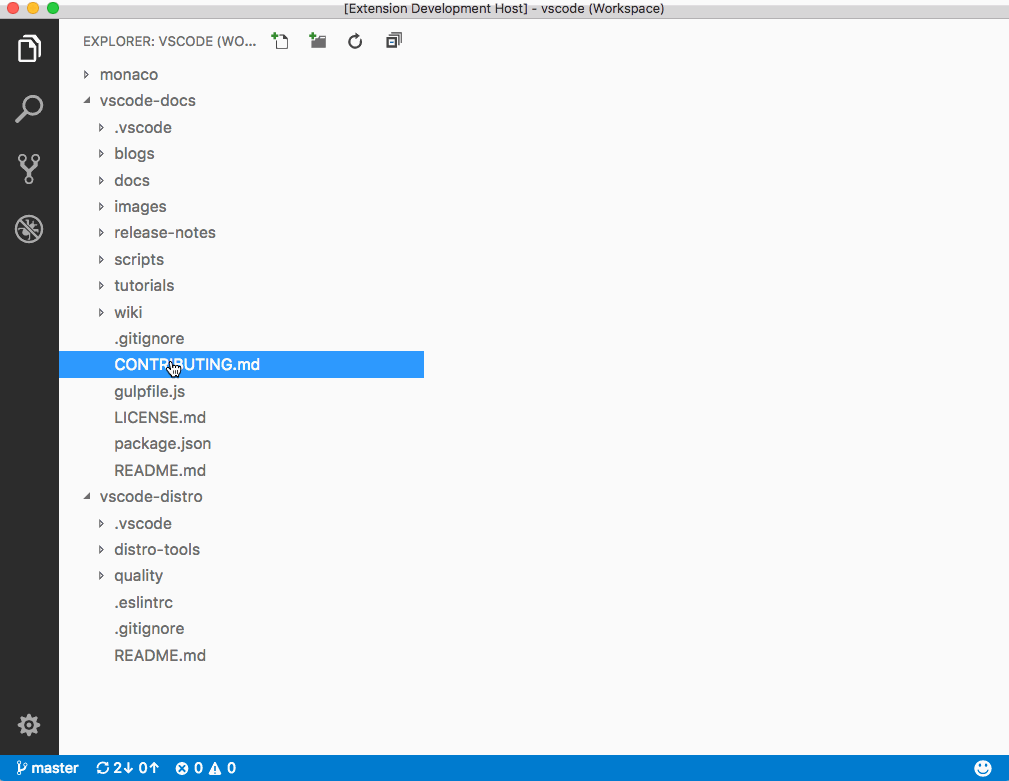 [Extension Development Host] - vscode (Workspace)
EXPLORER: VSCODE (WO...
monaco
vscode-docs
.vscode
blogs
docs
images
release-notes
scripts
tutorials
wiki
.gitignore
CONTRIBUTING.md
gulpfile.js
LICENSE.md
package.json
README.md
vscode-distro
.vscode
distro-tools
quality
.eslintrc
.gitignore
README.md
master 2↓ 0↑ 0 0